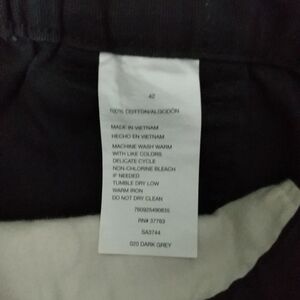 42
100% COTTON/ALGODÓN
MADE IN VIETNAM
HECHO EN VIETNAM
MACHINE WASH WARM
WITH LIKE COLORS
DELICATE CYCLE
NON-CHLORINE BLEACH
IF NEEDED
TUMBLE DRY LOW
WARM IRON
DO NOT DRY CLEAN
RN# 37763
SA3744
020 DARK GREY